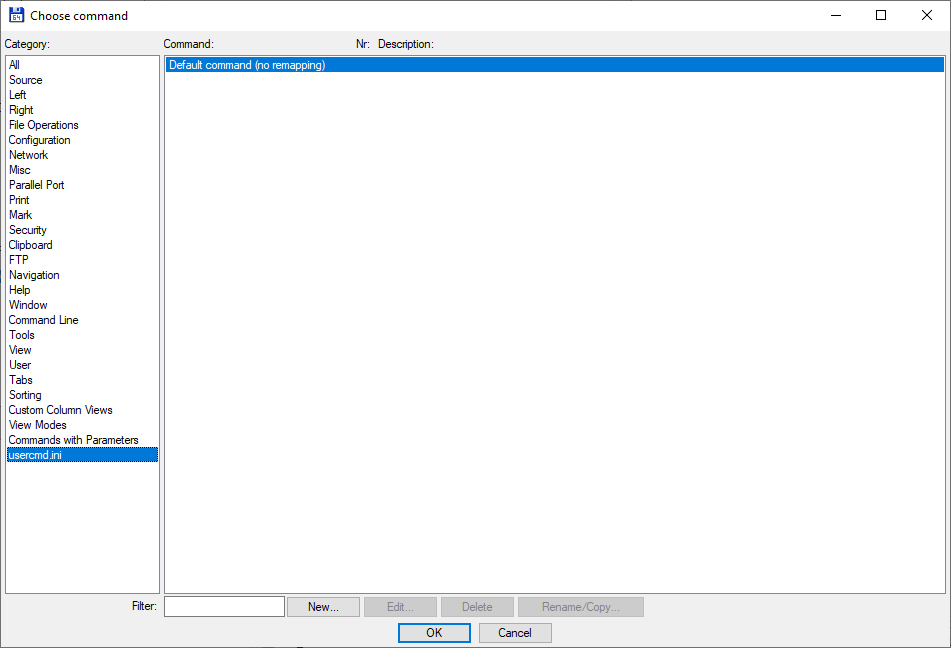 64
Choose command
Category:
Command:
Nr:
Description:
All
Source
Left
Right
File Operations
Configuration
Network
Misc
Parallel Port
Print
Mark
Security
Clipboard
FTP
Navigation
Help
Window
Command Line
Tools
View
User
Tabs
Sorting
Custom Column Views
View Modes
Commands with Parameters
usercmd.ini
Default command (no remapping)
Filter:
New...
Edit...
Delete
Rename/Copy...
OK
Cancel